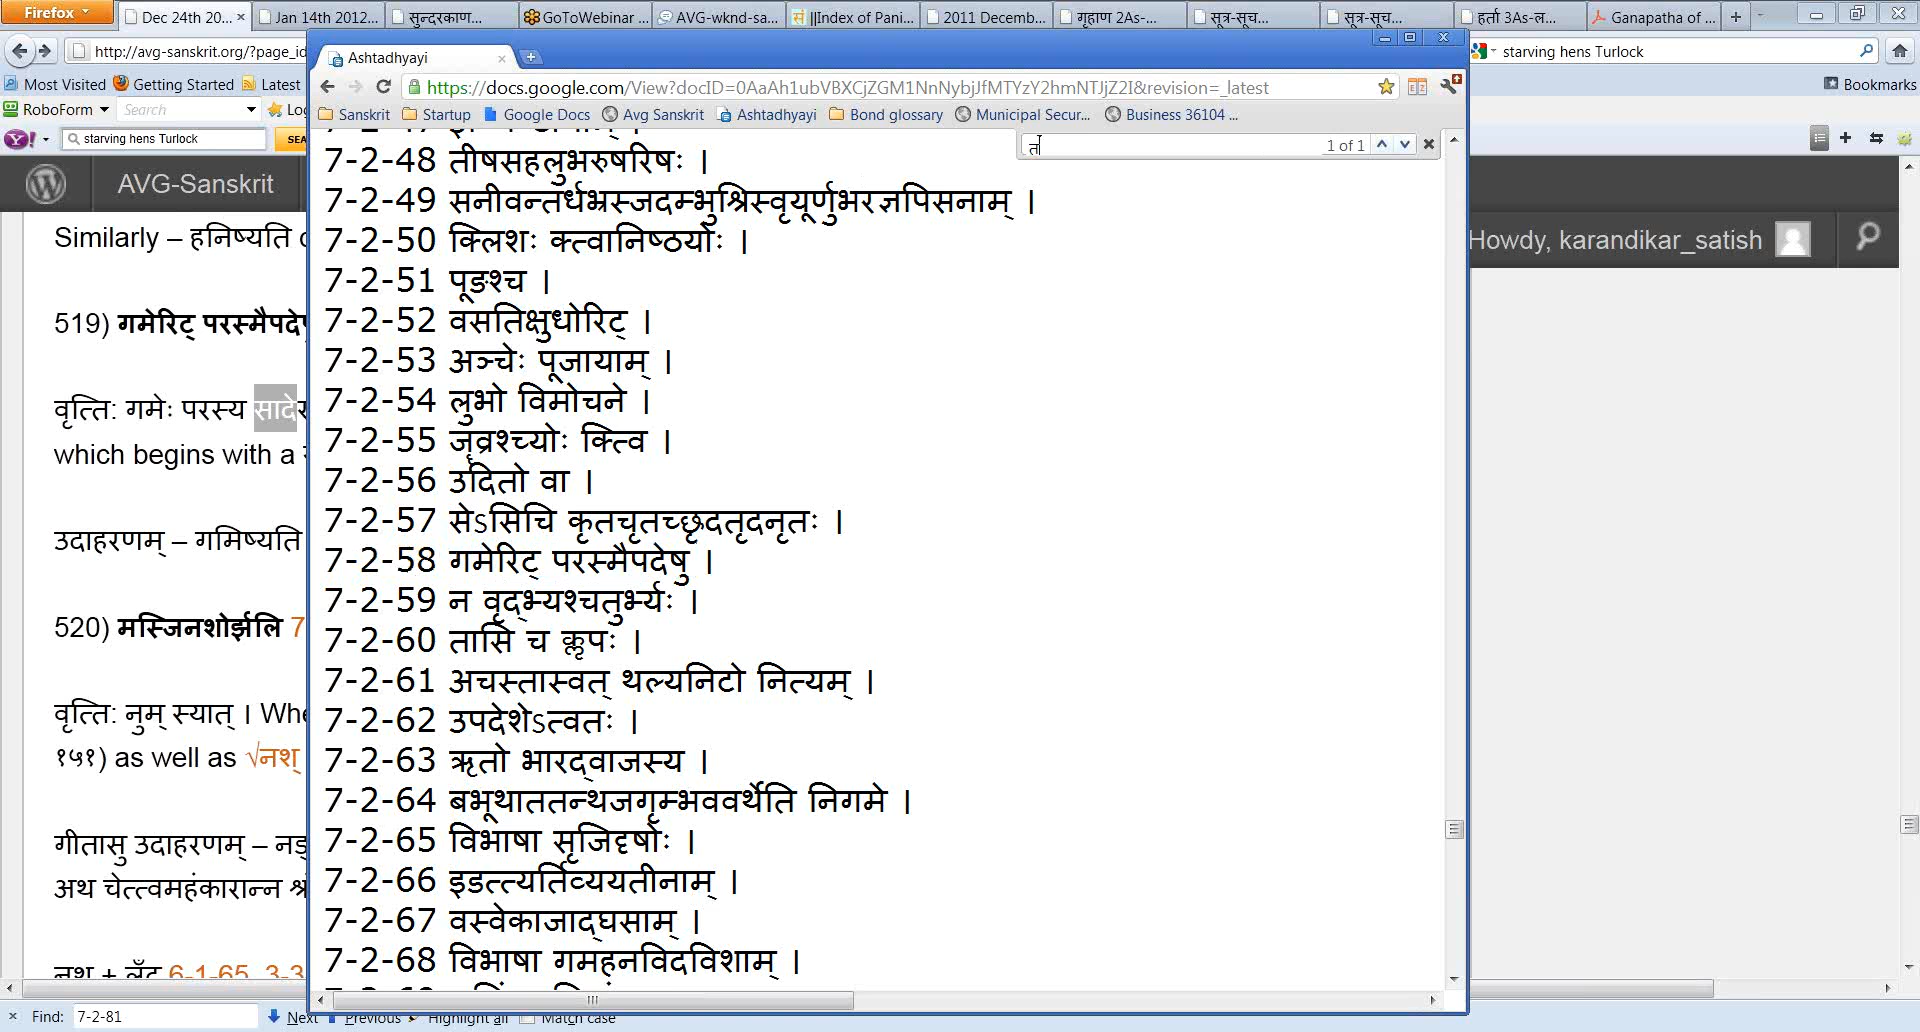 Firefox
Dec 24th 20...
Jan 14th 2012...
सुन्दरकाण...
GoToWebinar ...
AVG-wknd-sa...
||Index of Pani...
2011 Decemb...
गृहाण 2As-...
सूत्र-सूच...
सूत्र-सूच...
हर्ता 3As-ल...
Ganapatha of ...
http://avg-sanskrit.org/?page_id
starving hens Turlock
Most Visited
Getting Started
Latest
Bookmarks
RoboForm
Search
Log
starving hens Turlock
SEA
Ashtadhyayi
https://docs.google.com/View?docID=0AaAh1ubVBXCjZGM1NnNybjJfMTYzY2hmNTJjZ2I&revision=_latest
Sanskrit
Startup
Google Docs
Avg Sanskrit
Ashtadhyayi
Bond glossary
Municipal Secur...
Business 36104 ...
त
1 of 1
AVG-Sanskrit
Howdy, karandikar_satish
Similarly – हनिष्यति
519) गमेरिट् परस्मैपदेषु
वृत्ति: गमेः परस्य सादेस
which begins with a
उदाहरणम् – गमिष्यति
520) मस्जिनशोर्झलि 7
वृत्ति: नुम् स्यात् । Whe
१५१) as well as √नश्
गीतासु उदाहरणम् – नङ्
अथ चेत्त्वमहंकारान्न श्रो
नश् + लृँट् 6-1-65, 3-3
7-2-48 तीषसहलुभरुषरिषः |
7-2-49 सनीवन्तर्धभ्रस्जदम्भुश्रिस्वृयूर्णुभरज्ञपिसनाम् |
7-2-50 क्लिशः क्त्वानिष्ठयोः |
7-2-51 पूङश्च |
7-2-52 वसतिक्षुधोरिट् |
7-2-53 अञ्चेः पूजायाम् |
7-2-54 लुभो विमोचने |
7-2-55 जॄव्रश्च्योः क्त्वि |
7-2-56 उदितो वा |
7-2-57 सेऽसिचि कृतचृतच्छृदतृदनृतः |
7-2-58 गमेरिट् परस्मैपदेषु |
7-2-59 न वृद्भ्यश्चतुर्भ्यः |
7-2-60 तासि च कॢपः |
7-2-61 अचस्तास्वत् थल्यनिटो नित्यम् |
7-2-62 उपदेशेऽत्वतः |
7-2-63 ऋतो भारद्वाजस्य |
7-2-64 बभूथाततन्थजगृम्भववर्थेति निगमे |
7-2-65 विभाषा सृजिदृषोः |
7-2-66 इडत्त्यर्तिव्ययतीनाम् |
7-2-67 वस्वेकाजाद्घसाम् |
7-2-68 विभाषा गमहनविदविशाम् |
Find: 7-2-81
Next
Previous
Highlight all
Match case